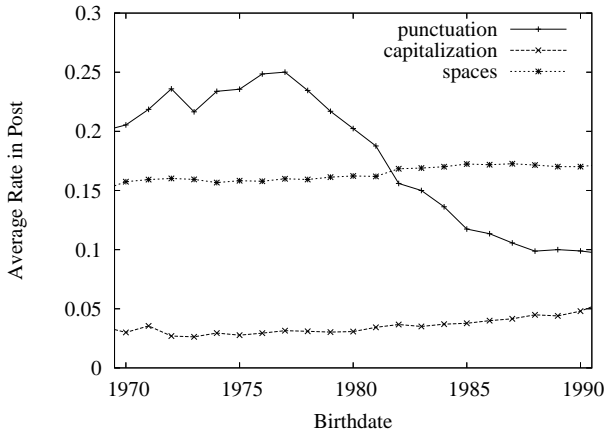 punctuation
capitalization
spaces
0.3
0.25
0.2
0.15
0.1
0.05
0
Average Rate in Post
1970 1975 1980 1985 1990
Birthdate